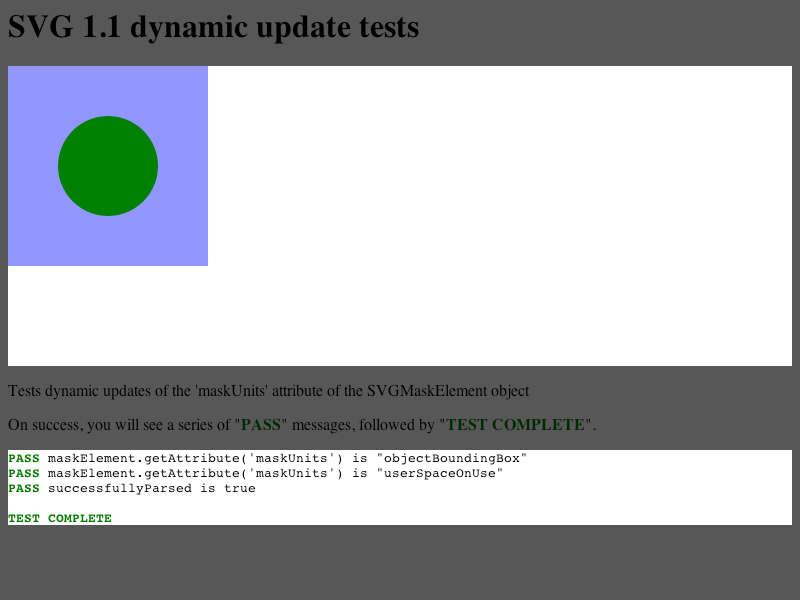 SVG 1.1 dynamic update tests
Tests dynamic updates of the 'maskUnits' attribute of the SVGMaskElement object
On success, you will see a series of "PASS" messages, followed by "TEST COMPLETE".
PASS maskElement.getAttribute('maskUnits') is "objectBoundingBox"
PASS maskElement.getAttribute('maskUnits') is "userSpaceOnUse"
PASS successfullyParsed is true
TEST COMPLETE